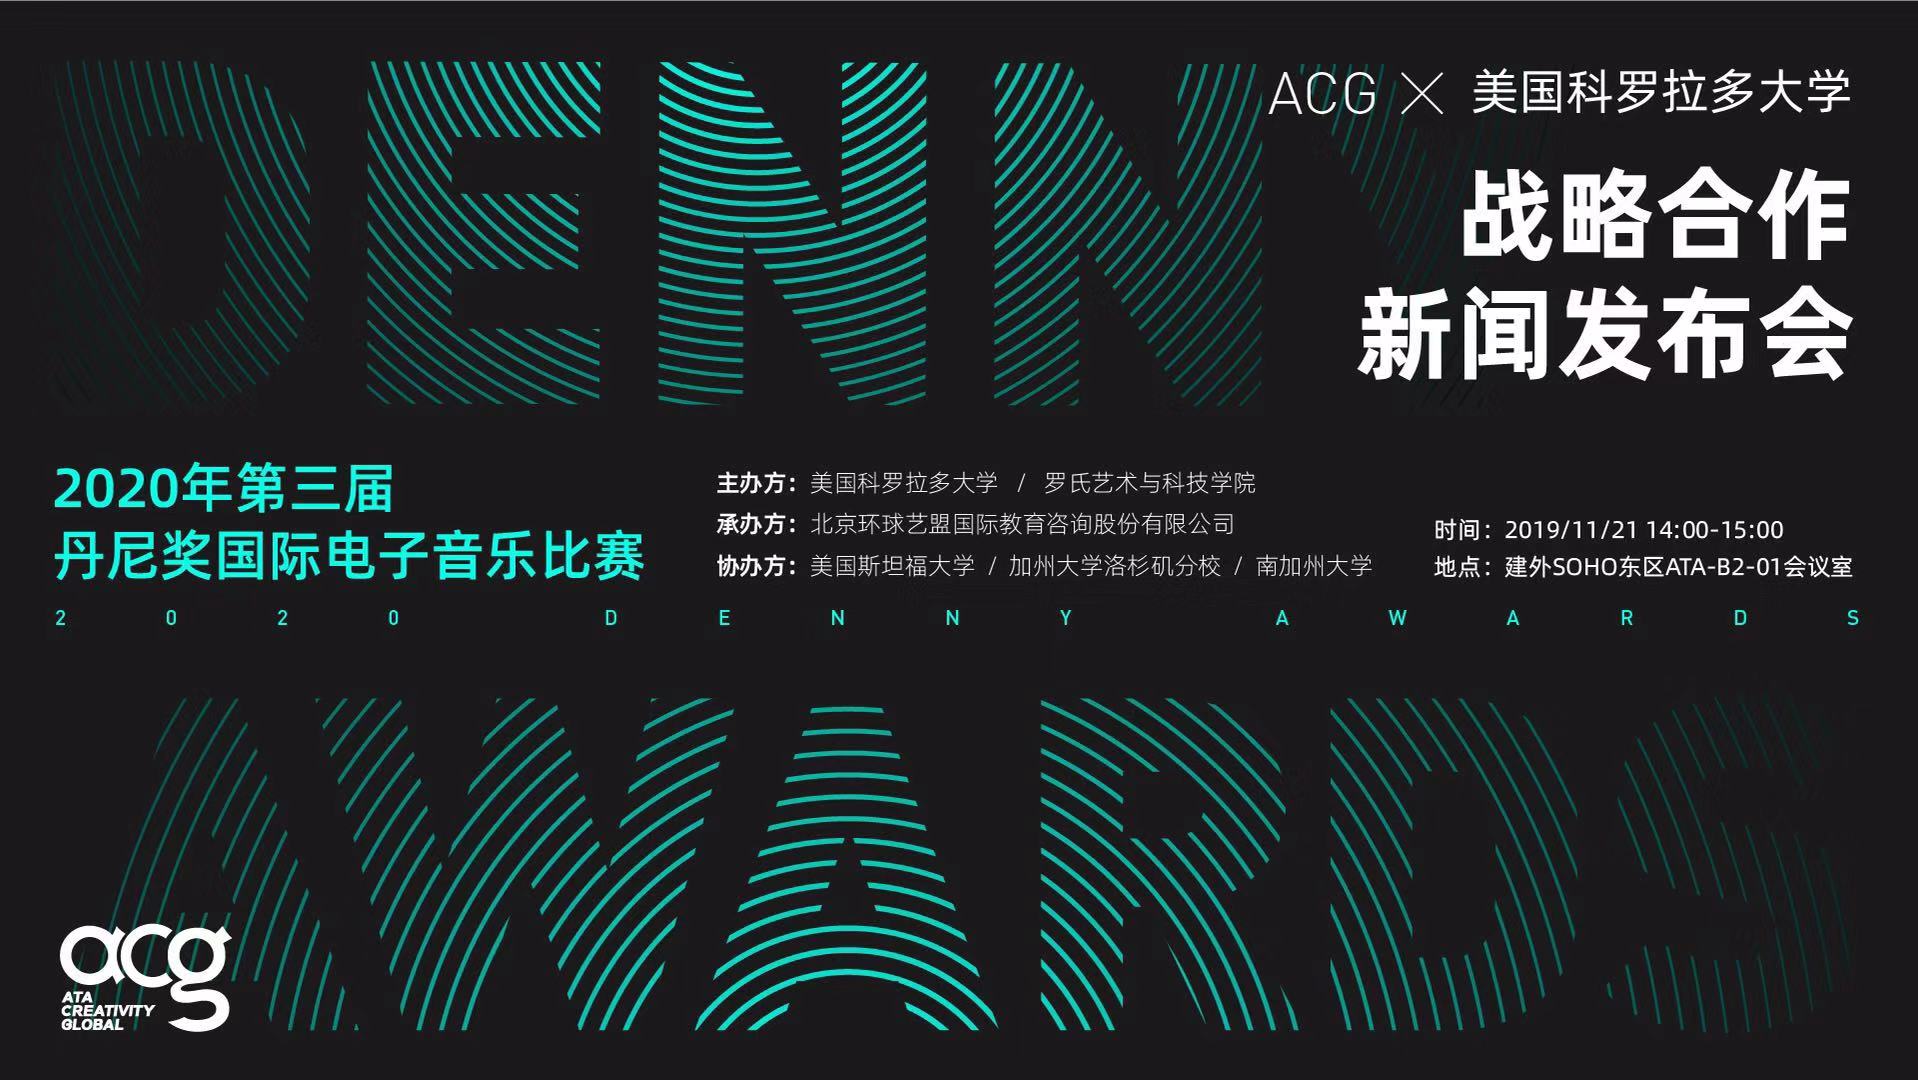 DENNY
ACG × 美国科罗拉多大学
战略合作
新闻发布会
2020年第三届
丹尼奖国际电子音乐比赛
主办方：美国科罗拉多大学 / 罗氏艺术与科技学院
承办方：北京环球艺盟国际教育咨询股份有限公司
协办方：美国斯坦福大学 / 加州大学洛杉矶分校 / 南加州大学
时间：2019/11/21 14:00-15:00
地点：建外SOHO东区ATA-B2-01会议室
2020 DENNY AWARDS
AWARDS
acg
ATA
CREATIVITY
GLOBAL